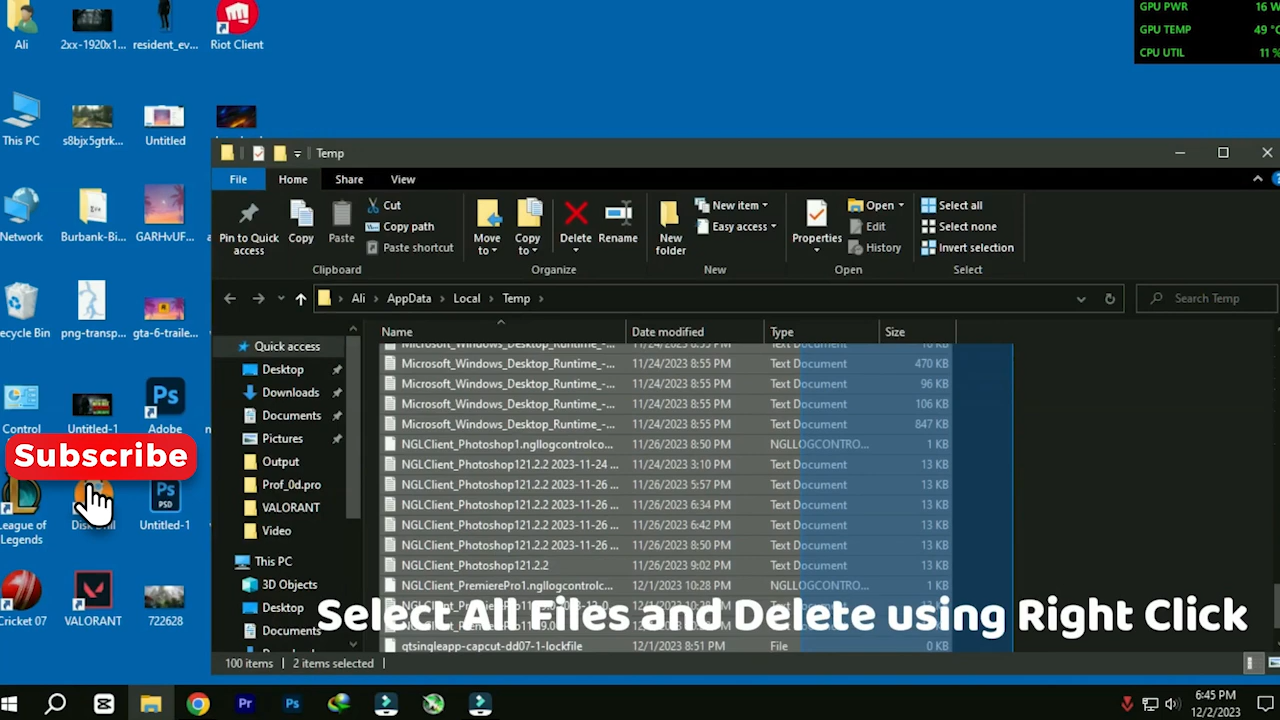 GPU PWR 16 W
GPU TEMP 49 °C
CPU UTIL 11 %
Ali
2xx-1920x1...
resident_ev...
Riot Client
This PC
s8bjx5gtrk...
Untitled
Network
Burbank-Bi...
GARHvUF...
ecycle Bin
png-transp...
gta-6-traile...
Control
Untitled-1
Adobe
Subscribe
League of
Legends
Untitled-1
Cricket 07
VALORANT
722628
Temp
File Home Share View
Pin to Quick
access
Copy
Paste
Cut
Copy path
Paste shortcut
Clipboard
Move
to
Copy
to
Delete
Rename
Organize
New
folder
New item
Easy access
New
Properties
Open
Edit
History
Open
Select all
Select none
Invert selection
Select
Ali > AppData > Local > Temp >
Search Temp
Quick access
Desktop
Downloads
Documents
Pictures
Output
Prof_0d.pro
VALORANT
Video
This PC
3D Objects
Desktop
Documents
Name Date modified Type Size
Microsoft_Windows_Desktop_Runtime_-... 11/24/2023 8:55 PM Text Document
Microsoft_Windows_Desktop_Runtime_-... 11/24/2023 8:55 PM Text Document 470 KB
Microsoft_Windows_Desktop_Runtime_-... 11/24/2023 8:55 PM Text Document 96 KB
Microsoft_Windows_Desktop_Runtime_-... 11/24/2023 8:55 PM Text Document 106 KB
Microsoft_Windows_Desktop_Runtime_-... 11/24/2023 8:55 PM Text Document 847 KB
NGLClient_Photoshop1.ngllogcontrolco... 11/26/2023 8:50 PM NGLLOGCONTRO... 1 KB
NGLClient_Photoshop121.2.2 2023-11-24 ... 11/24/2023 3:10 PM Text Document 13 KB
NGLClient_Photoshop121.2.2 2023-11-26 ... 11/26/2023 5:57 PM Text Document 13 KB
NGLClient_Photoshop121.2.2 2023-11-26 ... 11/26/2023 6:34 PM Text Document 13 KB
NGLClient_Photoshop121.2.2 2023-11-26 ... 11/26/2023 6:42 PM Text Document 13 KB
NGLClient_Photoshop121.2.2 2023-11-26 ... 11/26/2023 8:50 PM Text Document 13 KB
NGLClient_Photoshop121.2.2 11/26/2023 9:02 PM Text Document 13 KB
NGLClient_PremierePro1.ngllogcontrolc... 12/1/2023 10:28 PM NGLLOGCONTRO... 1 KB
Select All Files and Delete using Right Click
qtsingleapp-capcut-dd07-1-lockfile 12/1/2023 8:51 PM File 0 KB
100 items 2 items selected
Pr
Ps
6:45 PM
12/2/2023